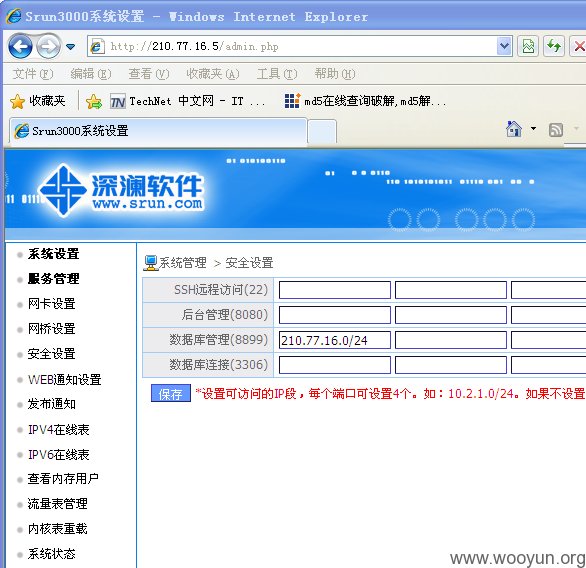 Srun3000系统设置 - Windows Internet Explorer
http://210.77.16.5/admin.php
文件(F) 编辑(E) 查看(V) 收藏夹(A) 工具(T) 帮助(H)
收藏夹 TechNet 中文网 - IT ... md5在线查询破解,md5解...
Srun3000系统设置
深澜软件
www.srun.com
系统设置
服务管理
网卡设置
网桥设置
安全设置
WEB通知设置
发布通知
IPV4在线表
IPV6在线表
查看内存用户
流量表管理
内核表重载
系统状态
系统管理 > 安全设置
SSH远程访问(22)
后台管理(8080)
数据库管理(8899) 210.77.16.0/24
数据库连接(3306)
保存 *设置可访问的IP段，每个端口可设置4个。如：10.2.1.0/24。如果不设置
www.wooyun.org